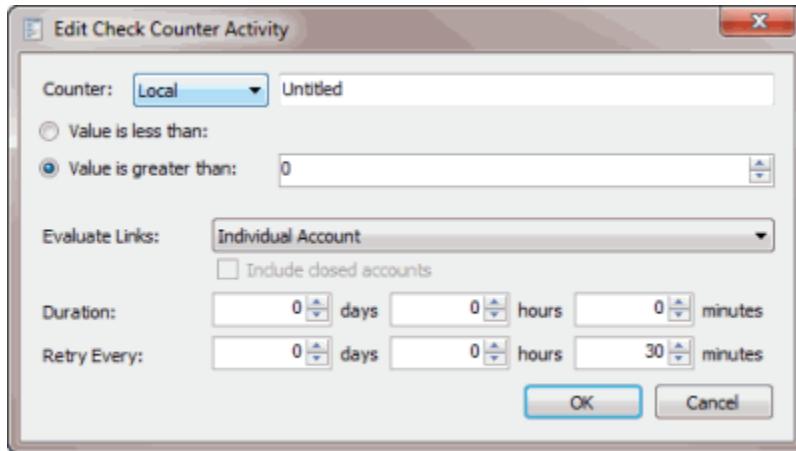 Edit Check Counter Activity
Counter: Local Untitled
Value is less than:
Value is greater than: 0
Evaluate Links: Individual Account
Include closed accounts
Duration: 0 days 0 hours 0 minutes
Retry Every: 0 days 0 hours 30 minutes
OK Cancel